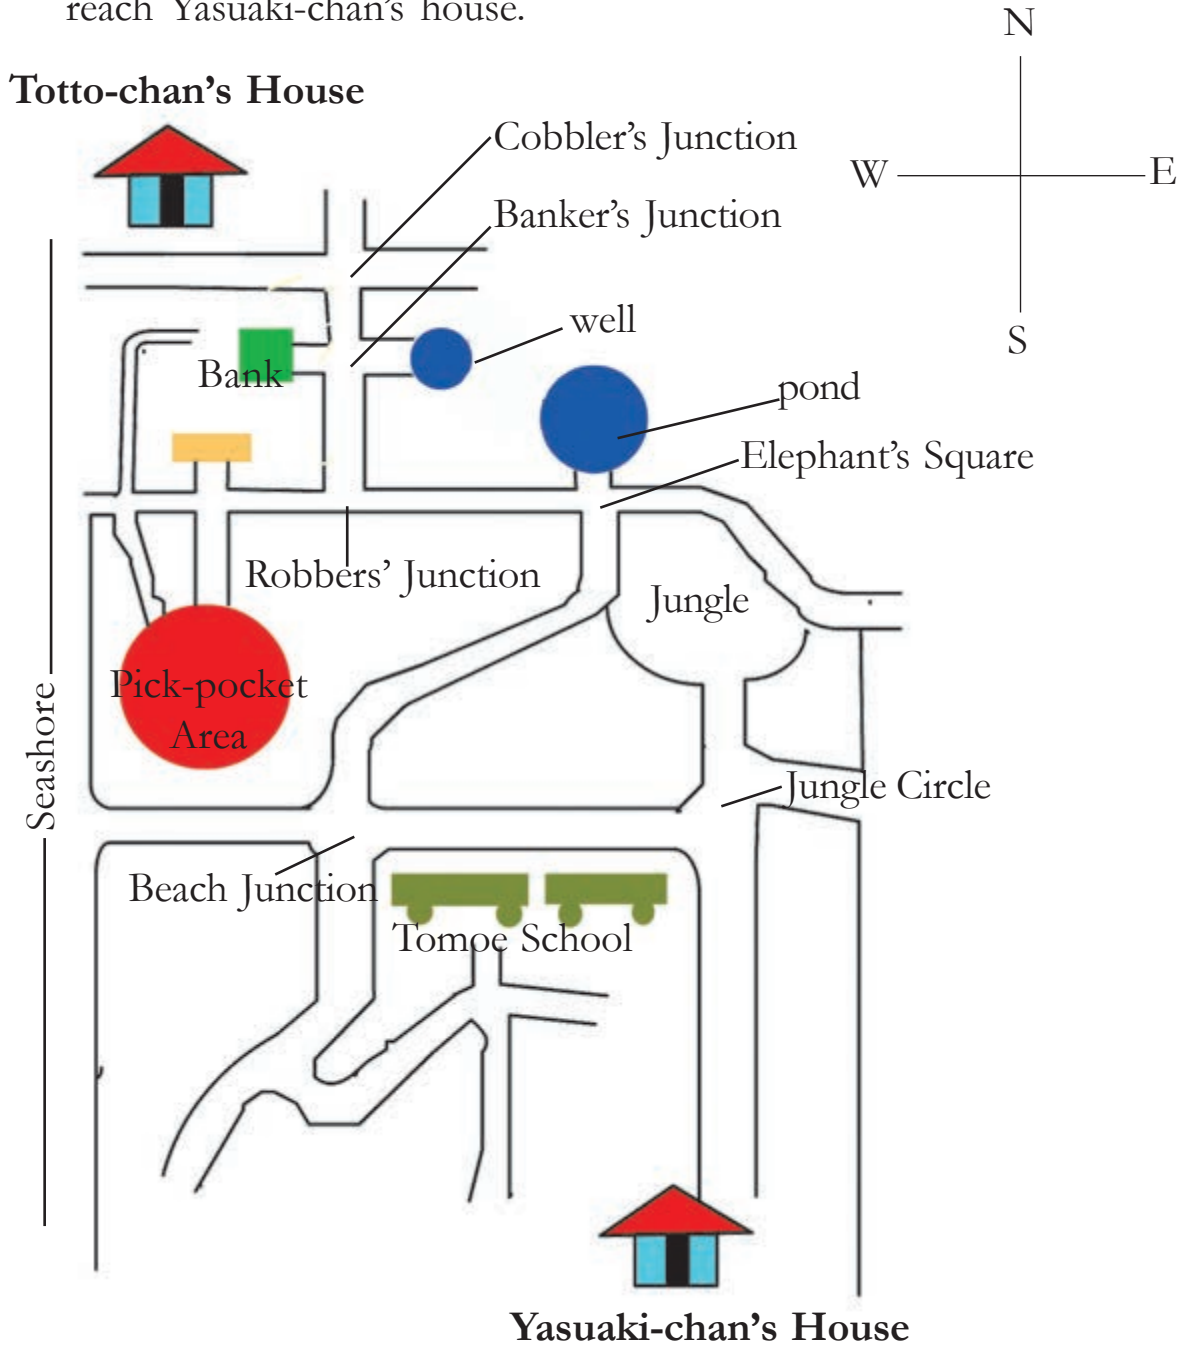 reach Yasuaki-chan's house.
N
Totto-chan's House
Cobbler's Junction
W
E
Banker's Junction
well
S
Bank
pond
Elephant's Square
Robbers' Junction
Jungle
Pick-pocket
Area
Seashore
Jungle Circle
Beach Junction
Tomoe School
Yasuaki-chan's House